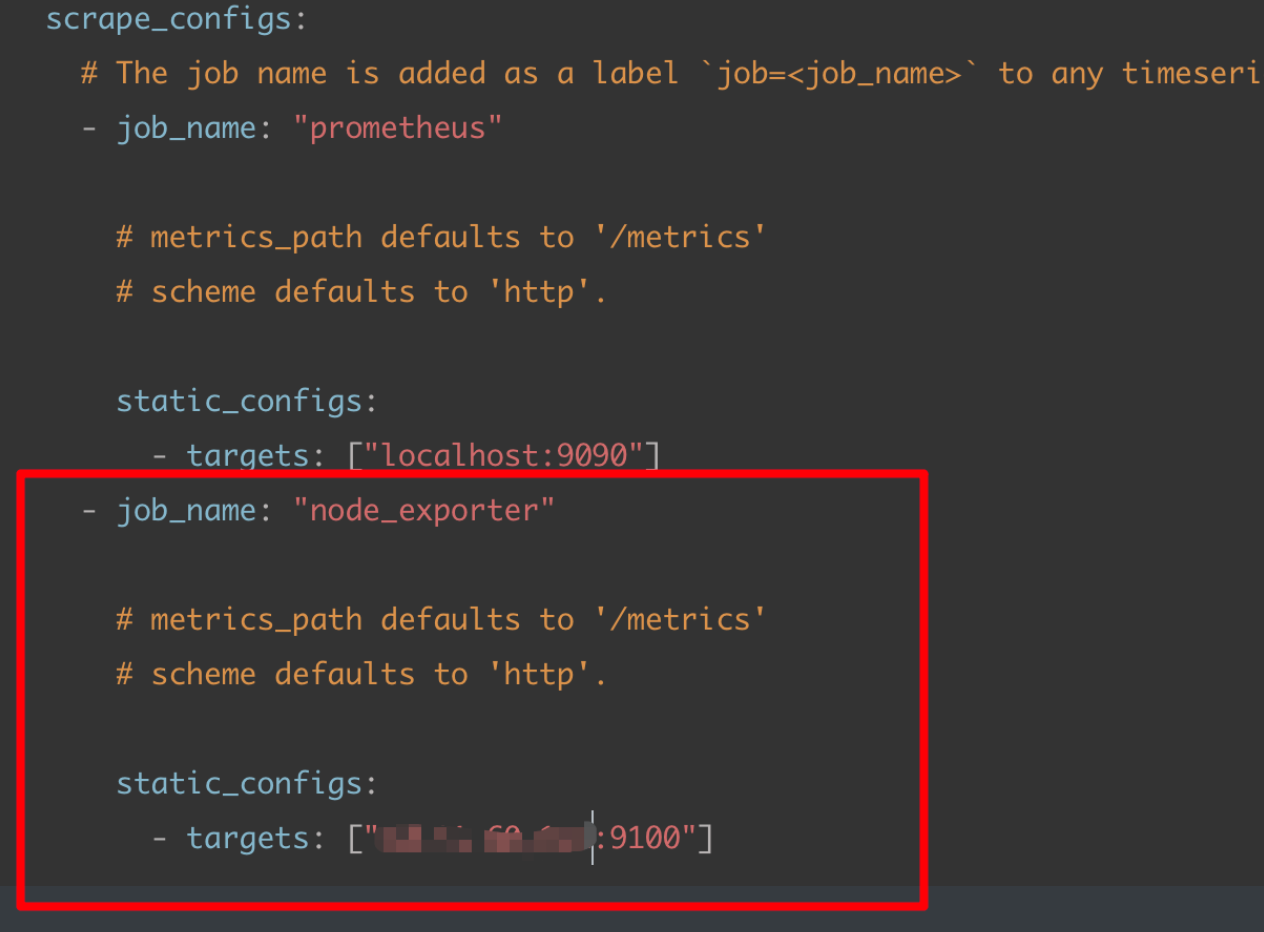 scrape_configs:
# The job name is added as a label `job=<job_name>` to any timeseri
- job_name: "prometheus"
# metrics_path defaults to '/metrics'
# scheme defaults to 'http'.
static_configs:
- targets: ["localhost:9090"]
- job_name: "node_exporter"
# metrics_path defaults to '/metrics'
# scheme defaults to 'http'.
static_configs:
- targets: [":9100"]